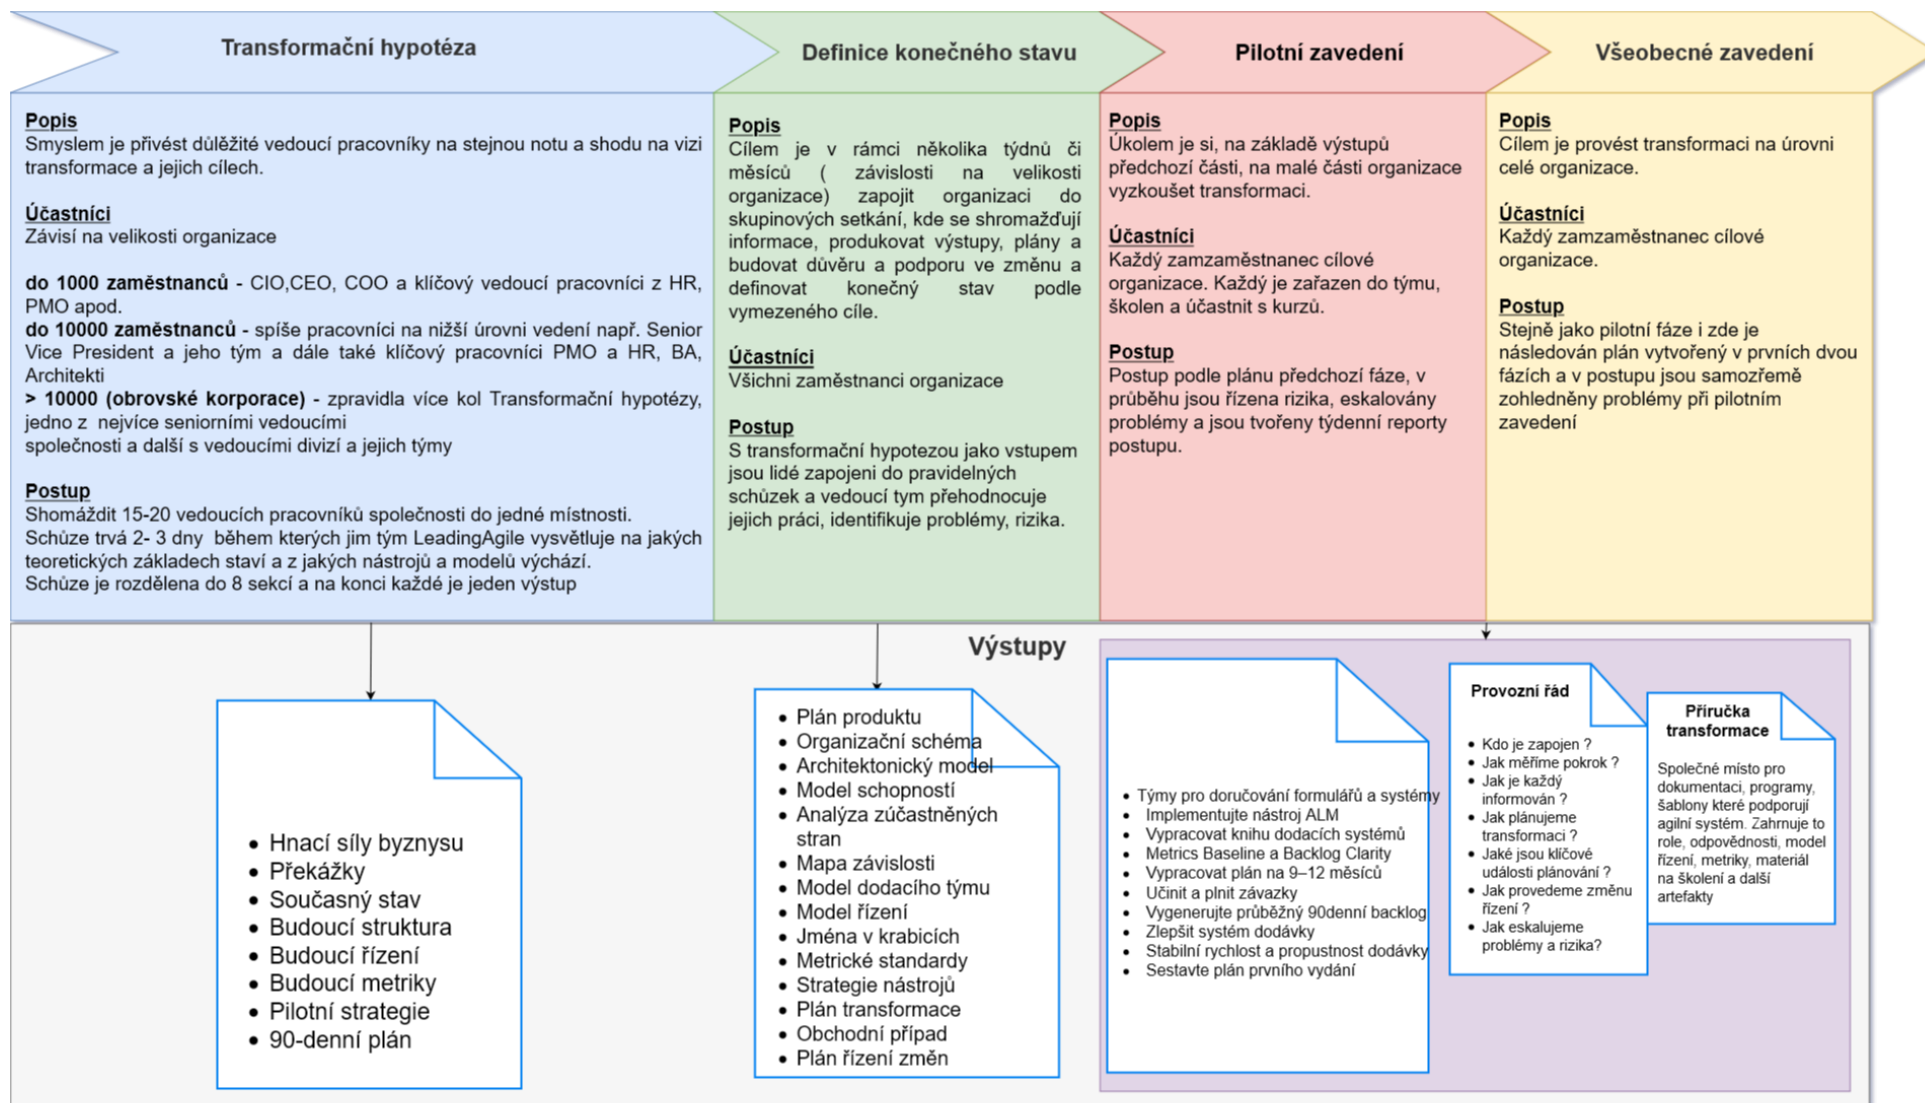 Transformační hypotéza
Definice konečného stavu
Pilotní zavedení
Všeobecné zavedení
Popis
Smyslem je přivést důlěžité vedoucí pracovníky na stejnou notu a shodu na vizi
transformace a jejich cílech.
Účastníci
Závisí na velikosti organizace
do 1000 zaměstnanců - CIO,CEO, COO a klíčový vedoucí pracovníci z HR,
PMO apod.
do 10000 zaměstnanců - spíše pracovníci na nižší úrovni vedení např. Senior
Vice President a jeho tým a dále také klíčový pracovníci PMO a HR, BA,
Architekti
> 10000 (obrovské korporace) - zpravidla více kol Transformační hypotézy,
jedno z nejvíce seniorními vedoucími
společnosti a další s vedoucími divizí a jejich týmy
Postup
Shomáždit 15-20 vedoucích pracovníků společnosti do jedné místnosti.
Schůze trvá 2- 3 dny během kterých jim tým LeadingAgile vysvětluje na jakých
teoretických základech staví a z jakých nástrojů a modelů výchází.
Schůze je rozdělena do 8 sekcí a na konci každé je jeden výstup
Popis
Cílem je v rámci několika týdnů či
měsíců ( závislosti na velikosti
organizace) zapojit organizaci do
skupinových setkání, kde se shromažďují
informace, produkovat výstupy, plány a
budovat důvěru a podporu ve změnu a
definovat konečný stav podle
vymezeného cíle.
Účastníci
Všichni zaměstnanci organizace
Postup
S transformační hypotezou jako vstupem
jsou lidé zapojeni do pravidelných
schůzek a vedoucí tym přehodnocuje
jejich práci, identifikuje problémy, rizika.
Popis
Úkolem je si, na základě výstupů
předchozí části, na malé části organizace
vyzkoušet transformaci.
Účastníci
Každý zamzaměstnanec cílové
organizace. Každý je zařazen do týmu,
školen a účastnit s kurzů.
Postup
Postup podle plánu předchozí fáze, v
průběhu jsou řízena rizika, eskalovány
problémy a jsou tvořeny týdenní reporty
postupu.
Popis
Cílem je provést transformaci na úrovni
celé organizace.
Účastníci
Každý zamzaměstnanec cílové
organizace.
Postup
Stejně jako pilotní fáze i zde je
následován plán vytvořený v prvních dvou
fázích a v postupu jsou samozřemě
zohledněny problémy při pilotním
zavedení
Výstupy
• Hnací síly byznysu
• Překážky
• Současný stav
• Budoucí struktura
• Budoucí řízení
• Budoucí metriky
• Pilotní strategie
• 90-denní plán
• Plán produktu
• Organizační schéma
• Architektonický model
• Model schopností
• Analýza zúčastněných
stran
• Mapa závislosti
• Model dodacího týmu
• Model řízení
• Jména v krabicích
• Metrické standardy
• Strategie nástrojů
• Plán transformace
• Obchodní případ
• Plán řízení změn
• Týmy pro doručování formulářů a systémy
• Implementujte nástroj ALM
• Vypracovat knihu dodacích systémů
• Metrics Baseline a Backlog Clarity
• Vypracovat plán na 9–12 měsíců
• Učinit a plnit závazky
• Vygenerujte průběžný 90denní backlog
• Zlepšit systém dodávky
• Stabilní rychlost a propustnost dodávky
• Sestavte plán prvního vydání
Provozní řád
• Kdo je zapojen ?
• Jak měříme pokrok ?
• Jak je každý
informován ?
• Jak plánujeme
transformaci ?
• Jaké jsou klíčové
události plánování ?
• Jak provedeme změnu
řízení ?
• Jak eskalujeme
problémy a rizika?
Příručka
transformace
Společné místo pro
dokumentaci, programy,
šablony které podporují
agilní systém. Zahrnuje to
role, odpovědnosti, model
řízení, metriky, materiál
na školení a další
artefakty